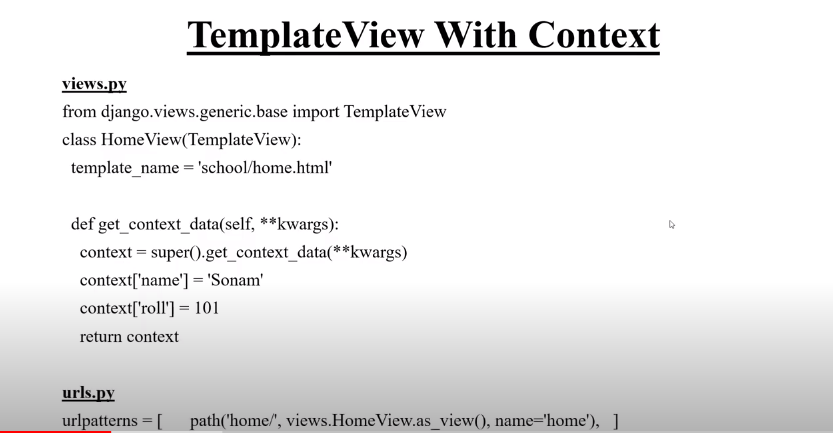 TemplateView With Context
views.py
from django.views.generic.base import TemplateView
class HomeView(TemplateView):
template_name = 'school/home.html'
def get_context_data(self, **kwargs):
context = super().get_context_data(**kwargs)
context['name'] = 'Sonam'
context['roll'] = 101
return context
urls.py
urlpatterns = [ path('home/', views.HomeView.as_view(), name='home'), ]